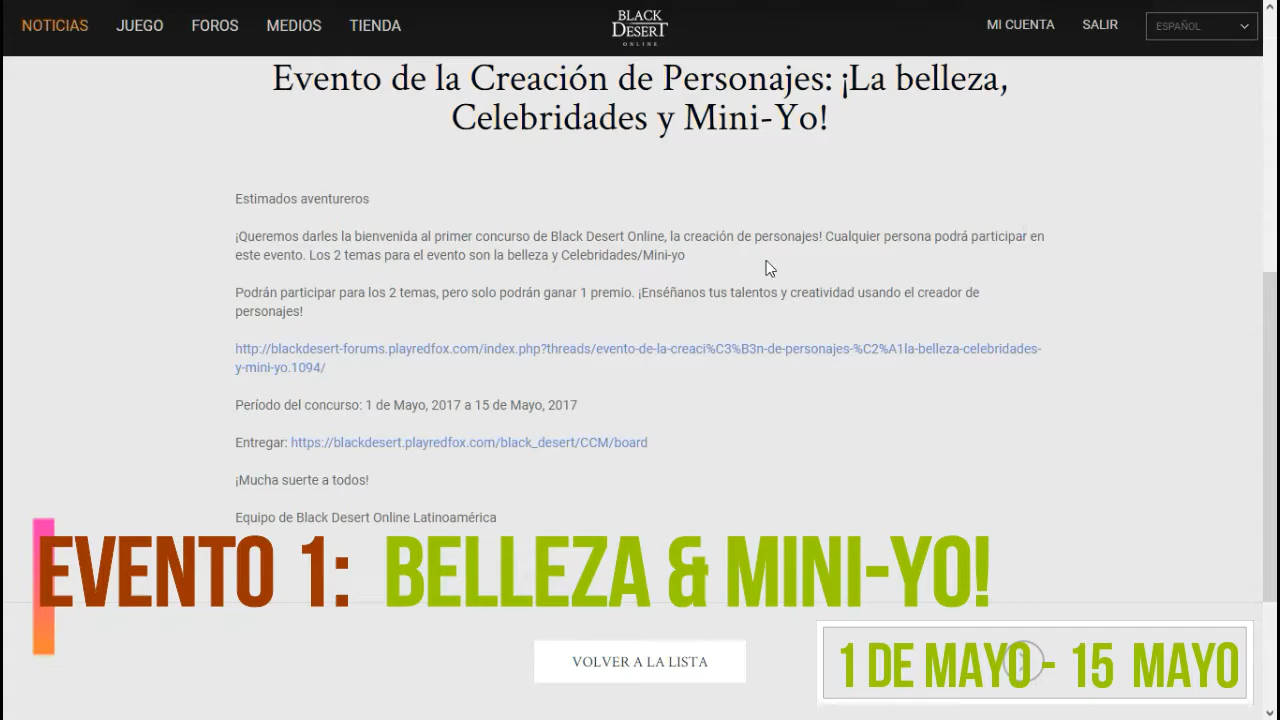 NOTICIAS JUEGO FOROS MEDIOS TIENDA
BLACK
DESERT
ONLINE
MI CUENTA SALIR ESPAÑOL
Evento de la Creación de Personajes: ¡La belleza,
Celebridades y Mini-Yo!
Estimados aventureros
¡Queremos darles la bienvenida al primer concurso de Black Desert Online, la creación de personajes! Cualquier persona podrá participar en
este evento. Los 2 temas para el evento son la belleza y Celebridades/Mini-yo
Podrán participar para los 2 temas, pero solo podrán ganar 1 premio. ¡Enséñanos tus talentos y creatividad usando el creador de
personajes!
http://blackdesert-forums.playredfox.com/index.php?threads/evento-de-la-creaci%C3%B3n-de-personajes-%C2%A1la-belleza-celebridades-
y-mini-yo.1094/
Período del concurso: 1 de Mayo, 2017 a 15 de Mayo, 2017
Entregar: https://blackdesert.playredfox.com/black_desert/CCM/board
¡Mucha suerte a todos!
Equipo de Black Desert Online Latinoamérica
EVENTO 1: BELLEZA & MINI-YO!
VOLVER A LA LISTA
1 DE MAYO - 15 MAYO